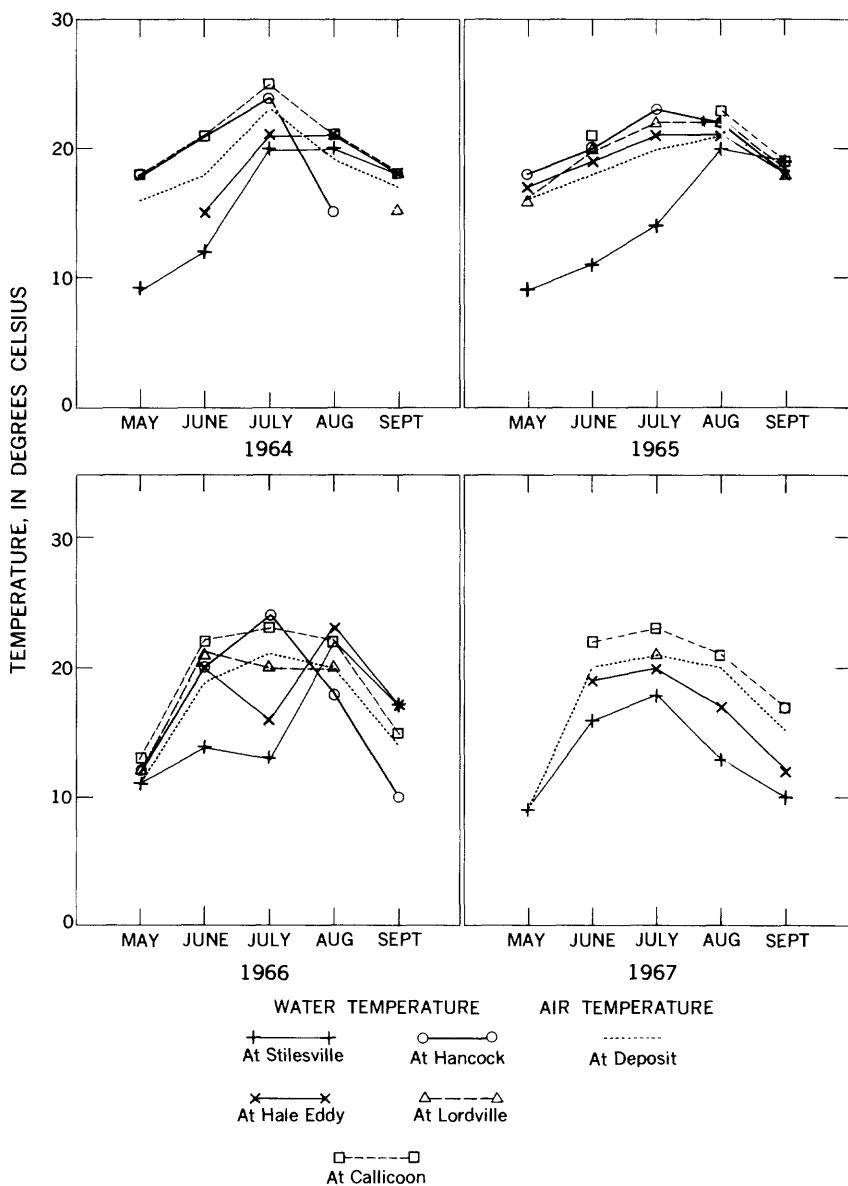 TEMPERATURE, IN DEGREES CELSIUS
30
20
10
0
MAY JUNE JULY AUG SEPT
1964
MAY JUNE JULY AUG SEPT
1965
30
20
10
0
MAY JUNE JULY AUG SEPT
1966
MAY JUNE JULY AUG SEPT
1967
WATER TEMPERATURE AIR TEMPERATURE
At Stilesville At Hancock At Deposit
At Hale Eddy At Lordville
At Callicoon